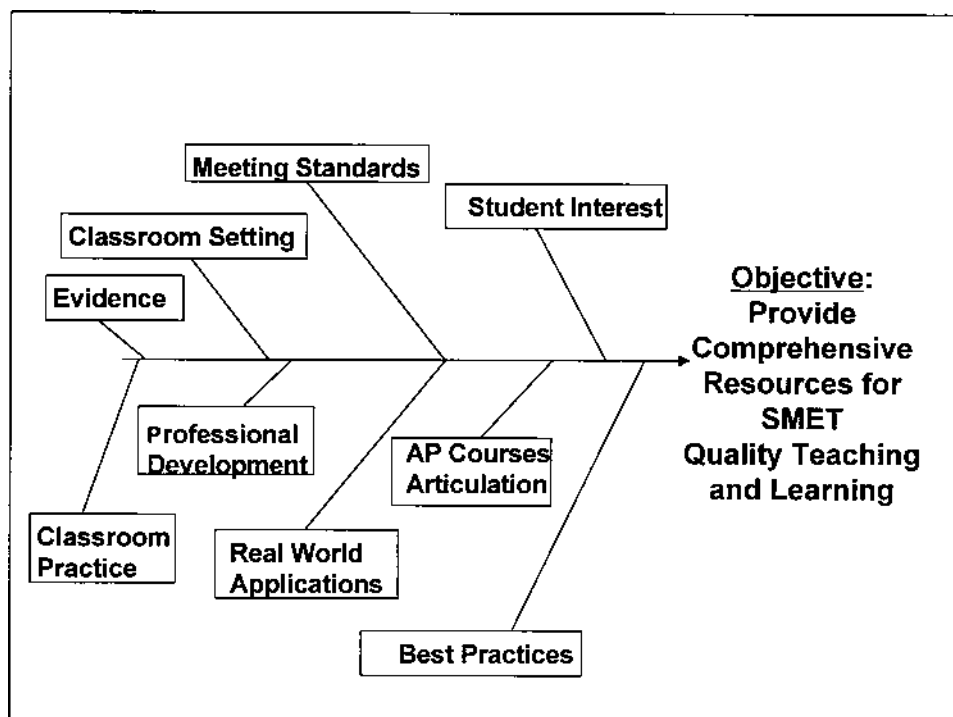 Meeting Standards
Student Interest
Classroom Setting
Evidence
Objective:
Provide
Comprehensive
Resources for
SMET
Quality Teaching
and Learning
Professional
Development
AP Courses
Articulation
Classroom
Practice
Real World
Applications
Best Practices